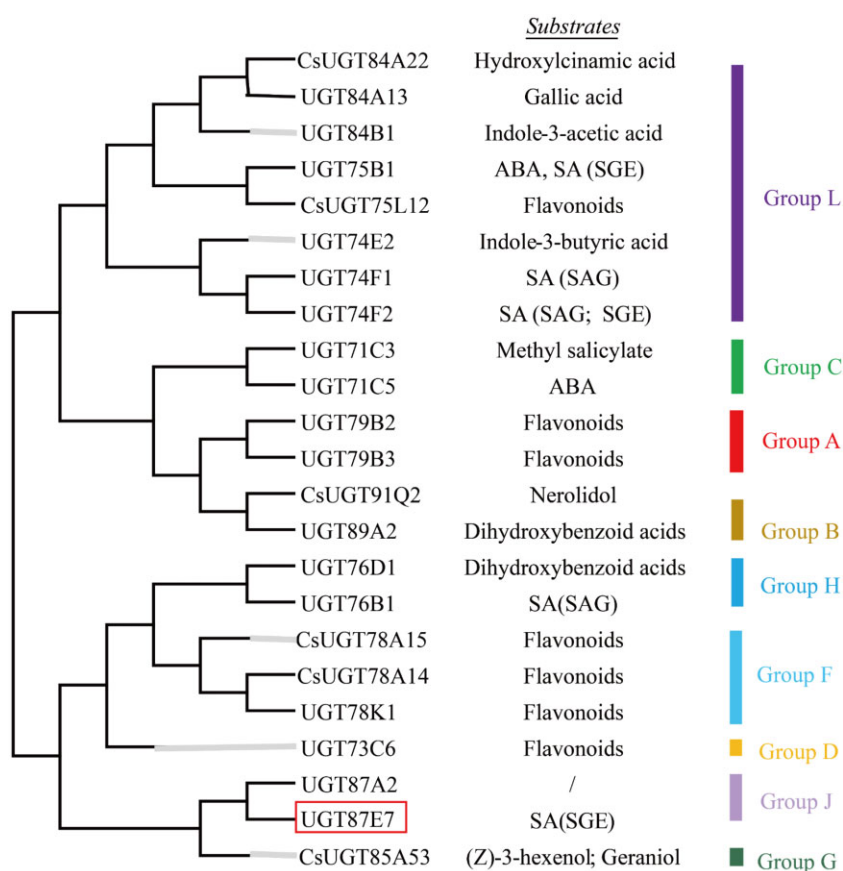 Substrates
CsUGT84A22 Hydroxylcinamic acid
UGT84A13 Gallic acid
UGT84B1 Indole-3-acetic acid
UGT75B1 ABA, SA (SGE)
CsUGT75L12 Flavonoids
Group L
UGT74E2 Indole-3-butyric acid
UGT74F1 SA (SAG)
UGT74F2 SA (SAG; SGE)
UGT71C3 Methyl salicylate
Group C
UGT71C5 ABA
UGT79B2 Flavonoids
Group A
UGT79B3 Flavonoids
CsUGT91Q2 Nerolidol
UGT89A2 Dihydroxybenzoid acids
Group B
UGT76D1 Dihydroxybenzoid acids
Group H
UGT76B1 SA(SAG)
CsUGT78A15 Flavonoids
CsUGT78A14 Flavonoids
Group F
UGT78K1 Flavonoids
UGT73C6 Flavonoids
Group D
UGT87A2 /
Group J
UGT87E7 SA(SGE)
CsUGT85A53 (Z)-3-hexenol; Geraniol
Group G